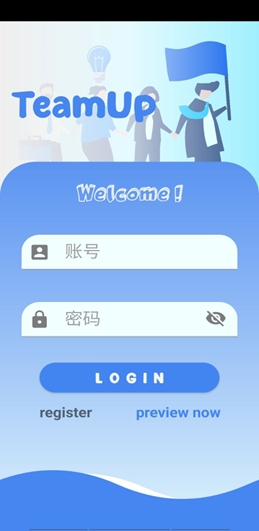 TeamUp
Welcome!
账号
密码
LOGIN
register preview now